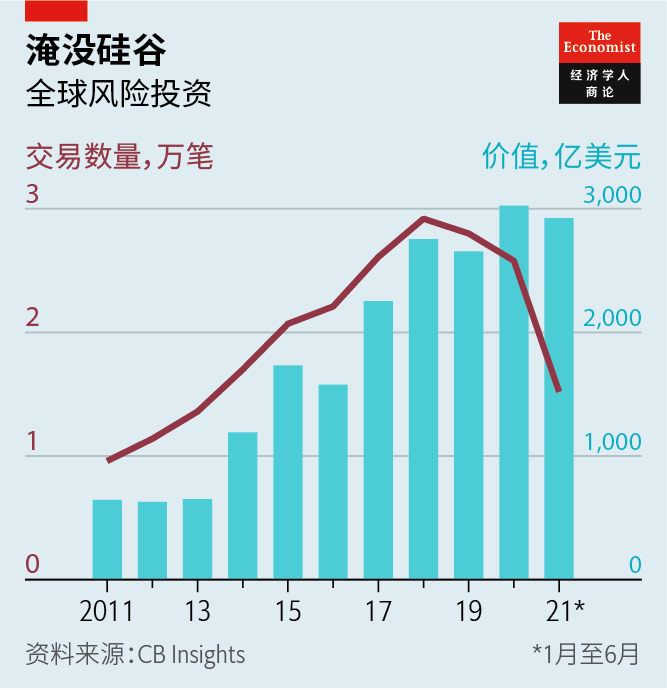 淹没硅谷
全球风险投资
The
Economist
经济学人
商论
交易数量，万笔
价值，亿美元
3
3,000
2
2,000
1
1,000
0
0
2011
13
15
17
19
21*
资料来源：CB Insights
*1月至6月